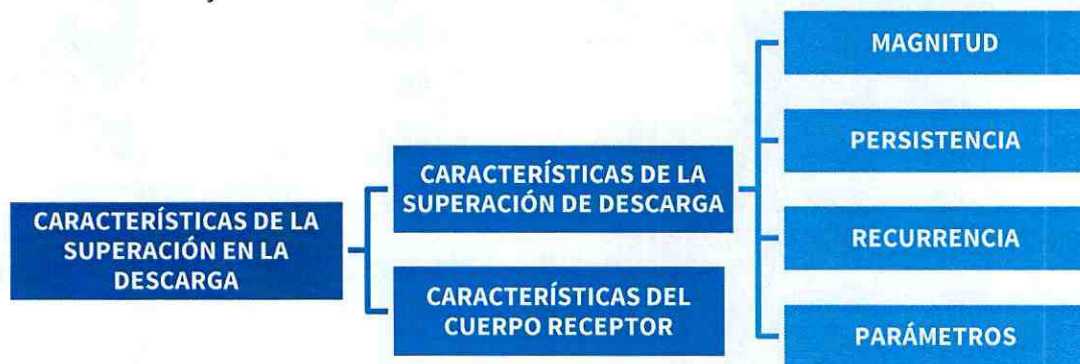 CARACTERÍSTICAS DE LA
SUPERACIÓN EN LA
DESCARGA
CARACTERÍSTICAS DE LA
SUPERACIÓN DE DESCARGA
CARACTERÍSTICAS DEL
CUERPO RECEPTOR
MAGNITUD
PERSISTENCIA
RECURRENCIA
PARÁMETROS